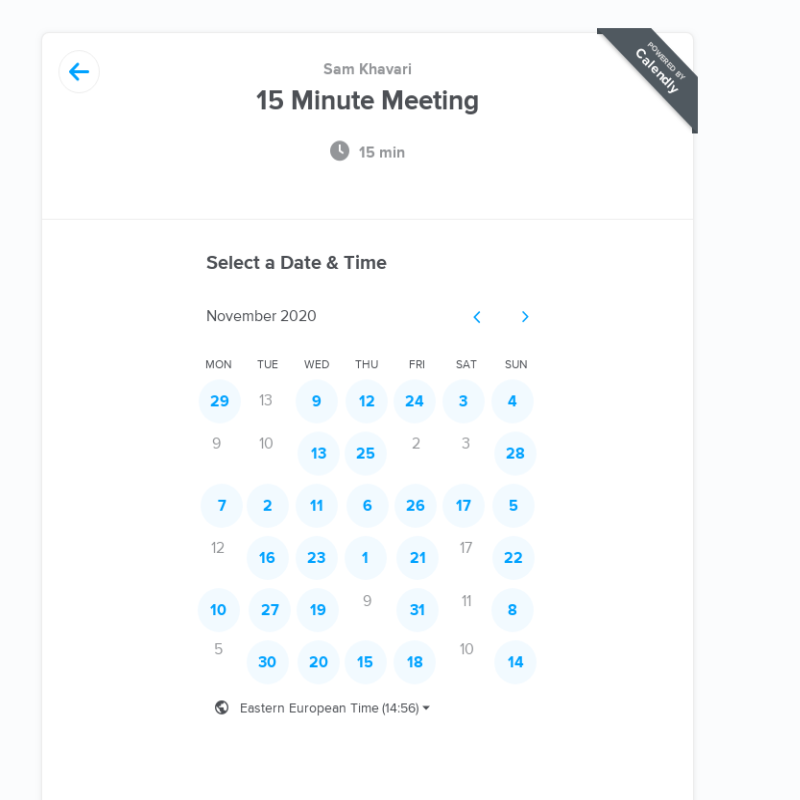 POWERED BY
Calendly
Sam Khavari
15 Minute Meeting
15 min
Select a Date & Time
November 2020
MON TUE WED THU FRI SAT SUN
29 13 9 12 24 3 4
9 10 13 25 2 3 28
7 2 11 6 26 17 5
12 16 23 1 21 17 22
10 27 19 9 31 11 8
5 30 20 15 18 10 14
Eastern European Time (14:56)